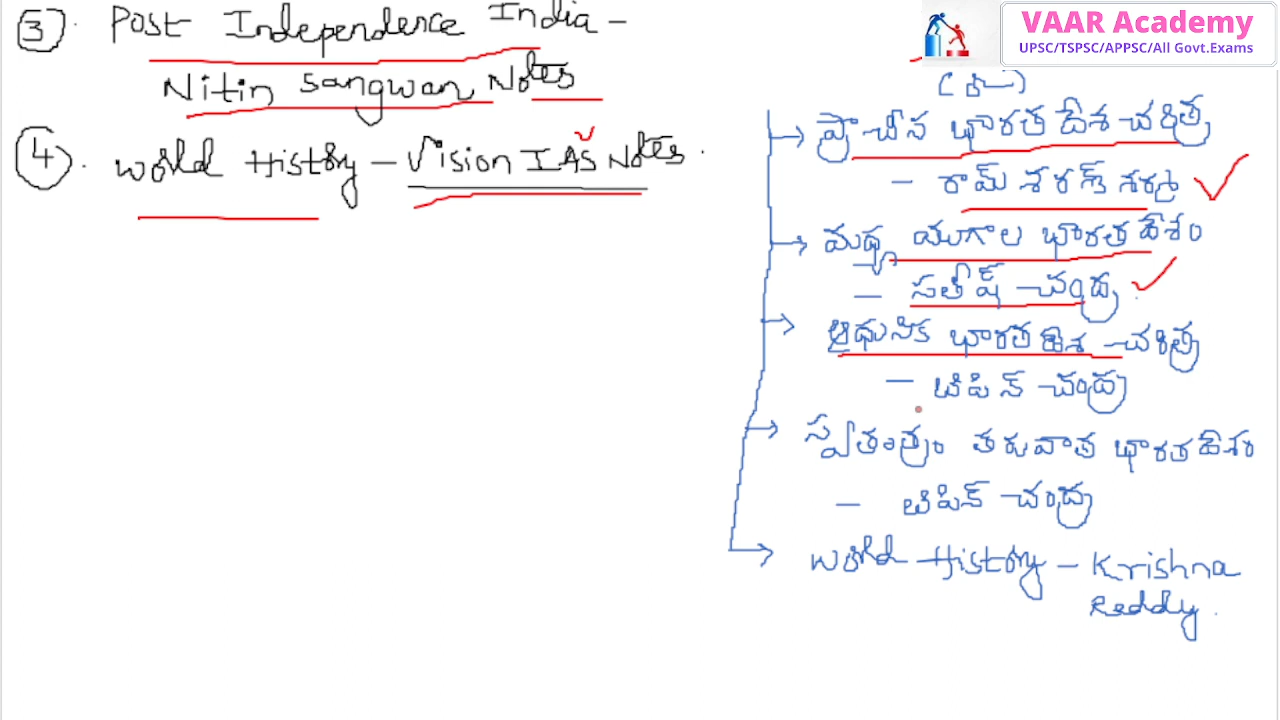 ③. Post Independence India -
Nitin Sangwan Notes
④. World History - Vision IAS Notes.
VAAR Academy
UPSC/TSPSC/APPSC/All Govt.Exams
ప్రాచీన భారత దేశ చరిత్ర
- రామ్ శరణ్ శర్మ
మధ్య యుగాల భారత దేశం
- సతీష్ చంద్ర
ఆధునిక భారత దేశ చరిత్ర
- బిపిన్ చంద్ర
స్వతంత్య్రం తరువాత భారత దేశం
- బిపిన్ చంద్ర
World History - Krishna
Reddy.